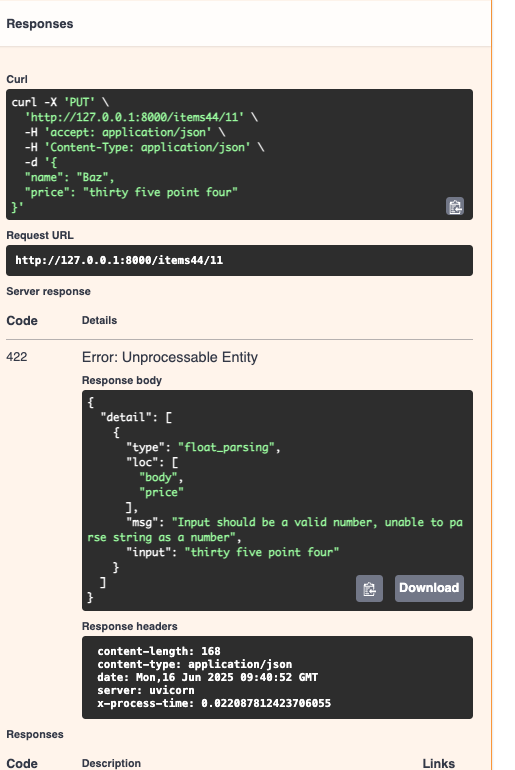 Responses
Curl
curl -X 'PUT' \
  'http://127.0.0.1:8000/items44/11' \
  -H 'accept: application/json' \
  -H 'Content-Type: application/json' \
  -d '{
  "name": "Baz",
  "price": "thirty five point four"
}'
Request URL
http://127.0.0.1:8000/items44/11
Server response
Code Details
422 Error: Unprocessable Entity
Response body
{
  "detail": [
    {
      "type": "float_parsing",
      "loc": [
        "body",
        "price"
      ],
      "msg": "Input should be a valid number, unable to pa
rse string as a number",
      "input": "thirty five point four"
    }
  ]
}
Download
Response headers
content-length: 168
content-type: application/json
date: Mon,16 Jun 2025 09:40:52 GMT
server: uvicorn
x-process-time: 0.022087812423706055
Responses
Code Description Links